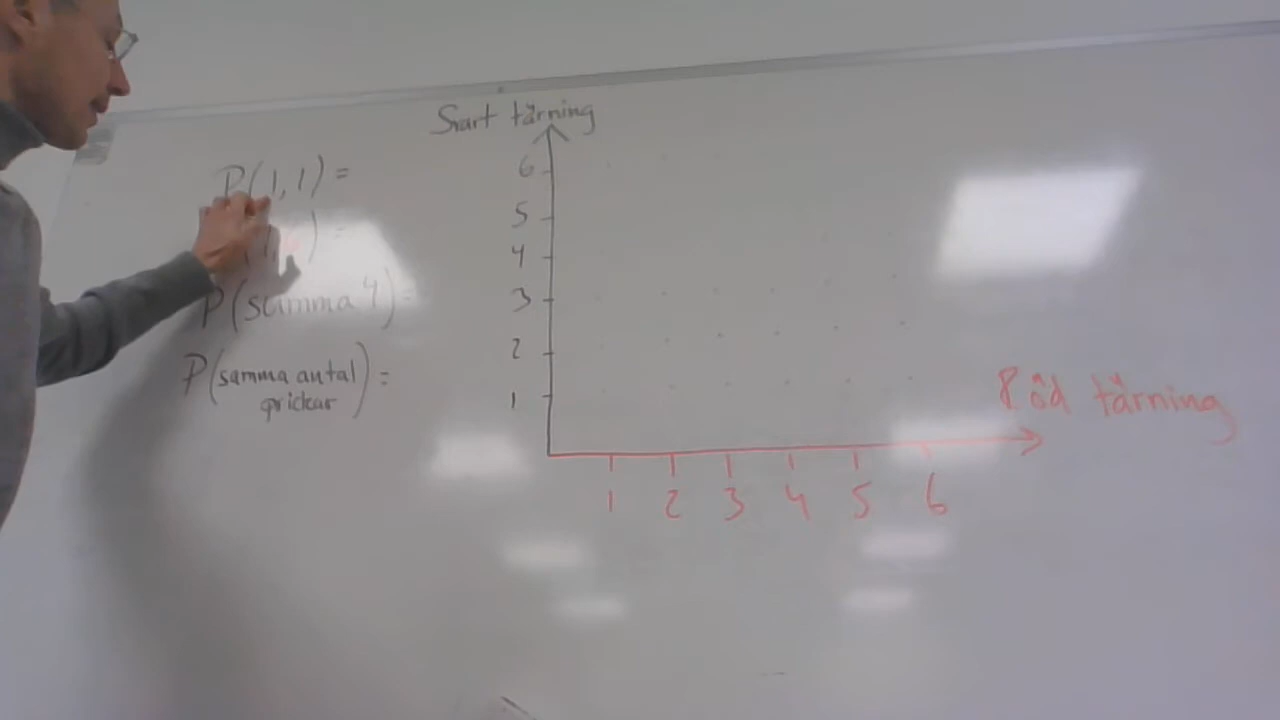 Svart tärning
P(1,1) =
(1, ) =
P(summa 4) =
P(samma antal
prickar) =
6
5
4
3
2
1
Röd tärning
1 2 3 4 5 6